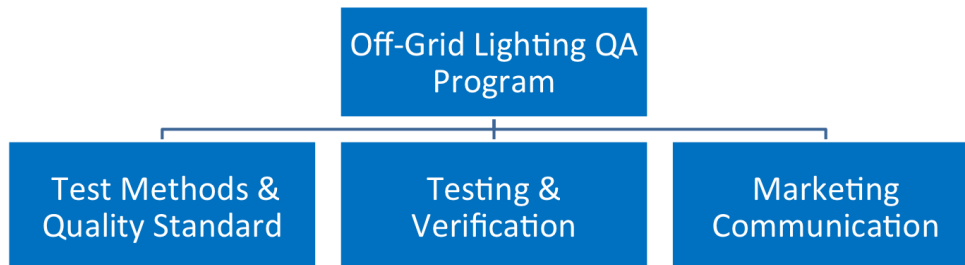 Off-Grid Lighting QA
Program
Test Methods &
Quality Standard
Testing &
Verification
Marketing
Communication